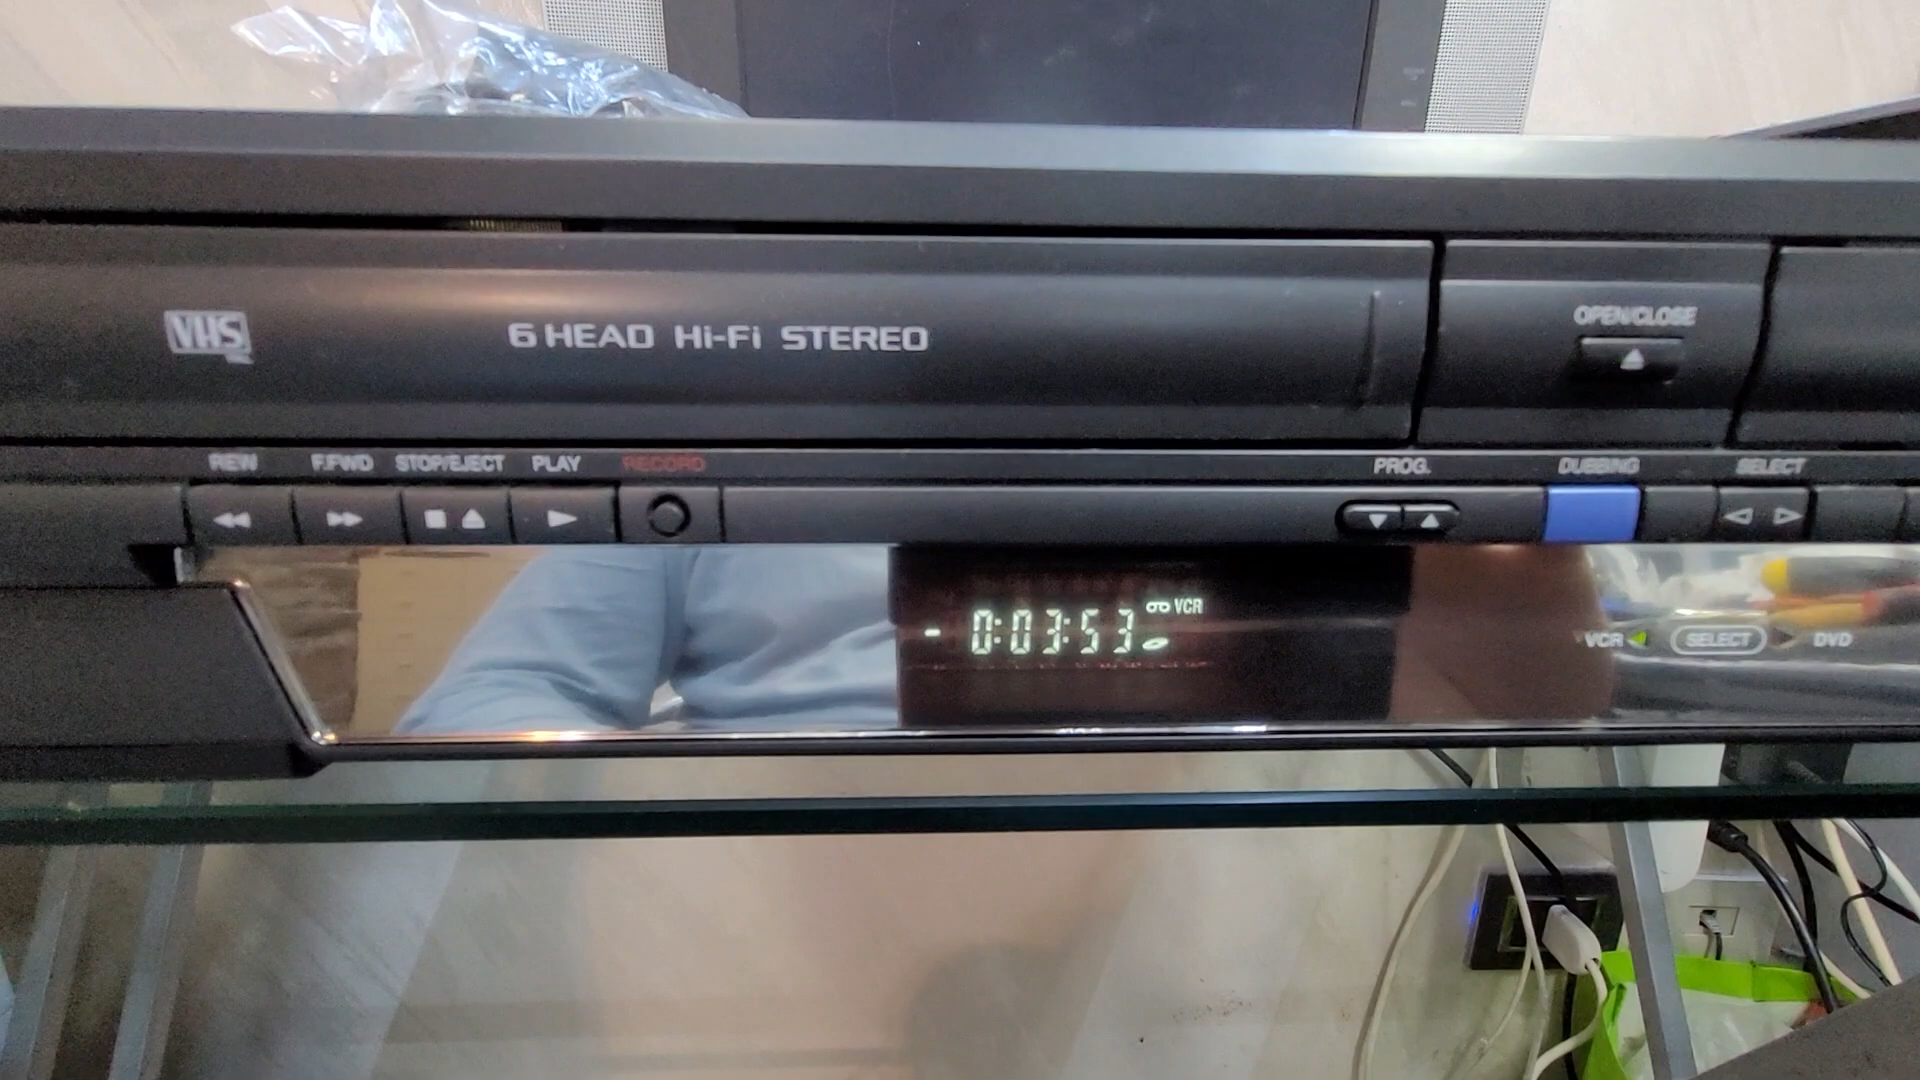 VHS
6 HEAD Hi-Fi STEREO
OPEN/CLOSE
REW F.FWD STOP/EJECT PLAY RECORD PROG. DUBBING SELECT
VCR
- 0:03:53
VCR SELECT DVD